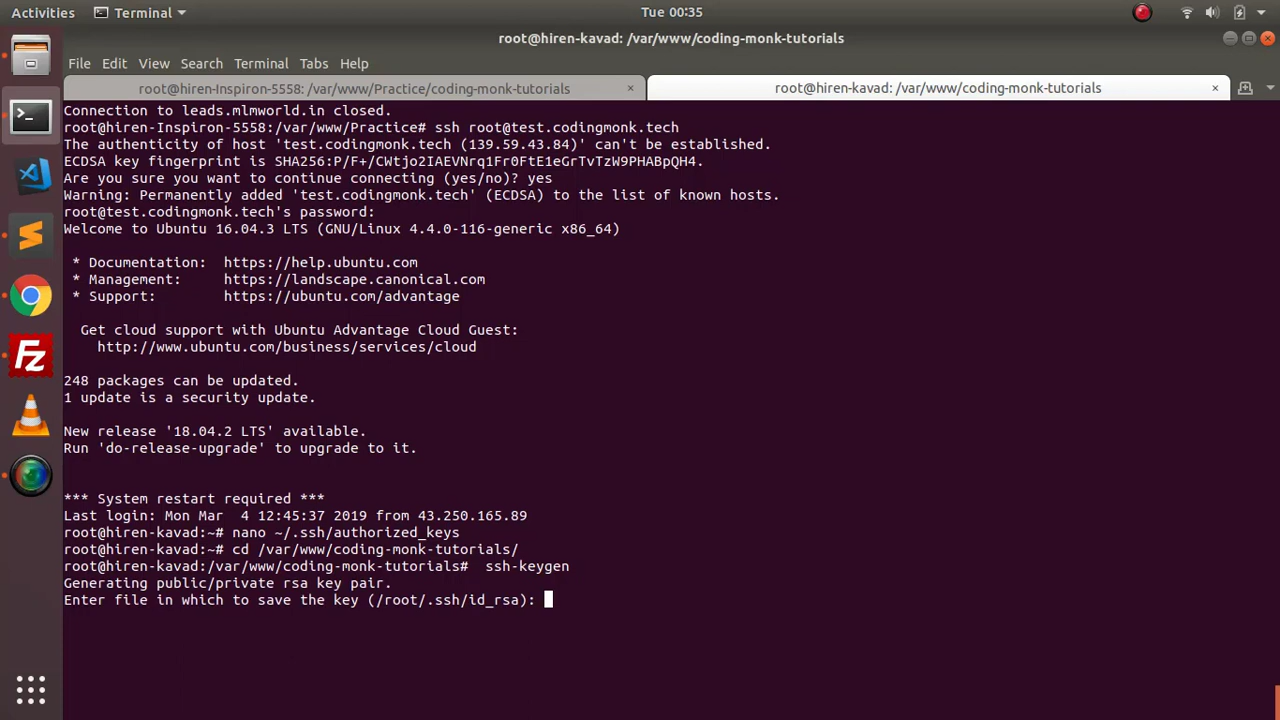 Activities Terminal Tue 00:35
root@hiren-kavad: /var/www/coding-monk-tutorials
File Edit View Search Terminal Tabs Help
root@hiren-Inspiron-5558: /var/www/Practice/coding-monk-tutorials × root@hiren-kavad: /var/www/coding-monk-tutorials ×
Connection to leads.mlmworld.in closed.
root@hiren-Inspiron-5558:/var/www/Practice# ssh root@test.codingmonk.tech
The authenticity of host 'test.codingmonk.tech (139.59.43.84)' can't be established.
ECDSA key fingerprint is SHA256:P/F+/CWtjo2IAEVNrq1Fr0FtE1eGrTvTzW9PHABpQH4.
Are you sure you want to continue connecting (yes/no)? yes
Warning: Permanently added 'test.codingmonk.tech' (ECDSA) to the list of known hosts.
root@test.codingmonk.tech's password:
Welcome to Ubuntu 16.04.3 LTS (GNU/Linux 4.4.0-116-generic x86_64)
* Documentation: https://help.ubuntu.com
* Management: https://landscape.canonical.com
* Support: https://ubuntu.com/advantage
Get cloud support with Ubuntu Advantage Cloud Guest:
http://www.ubuntu.com/business/services/cloud
248 packages can be updated.
1 update is a security update.
New release '18.04.2 LTS' available.
Run 'do-release-upgrade' to upgrade to it.
*** System restart required ***
Last login: Mon Mar 4 12:45:37 2019 from 43.250.165.89
root@hiren-kavad:~# nano ~/.ssh/authorized_keys
root@hiren-kavad:~# cd /var/www/coding-monk-tutorials/
root@hiren-kavad:/var/www/coding-monk-tutorials# ssh-keygen
Generating public/private rsa key pair.
Enter file in which to save the key (/root/.ssh/id_rsa):